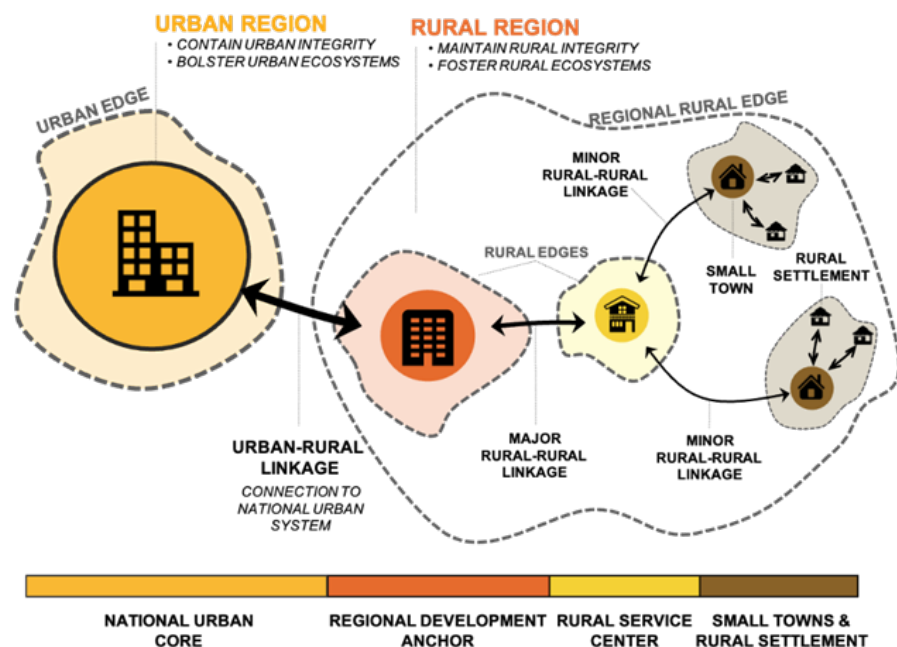 URBAN REGION
• CONTAIN URBAN INTEGRITY
• BOLSTER URBAN ECOSYSTEMS
RURAL REGION
• MAINTAIN RURAL INTEGRITY
• FOSTER RURAL ECOSYSTEMS
URBAN EDGE
REGIONAL RURAL EDGE
MINOR
RURAL-RURAL
LINKAGE
RURAL EDGES
SMALL
TOWN
RURAL
SETTLEMENT
URBAN-RURAL
LINKAGE
CONNECTION TO
NATIONAL URBAN
SYSTEM
MAJOR
RURAL-RURAL
LINKAGE
MINOR
RURAL-RURAL
LINKAGE
NATIONAL URBAN
CORE
REGIONAL DEVELOPMENT
ANCHOR
RURAL SERVICE
CENTER
SMALL TOWNS &
RURAL SETTLEMENT